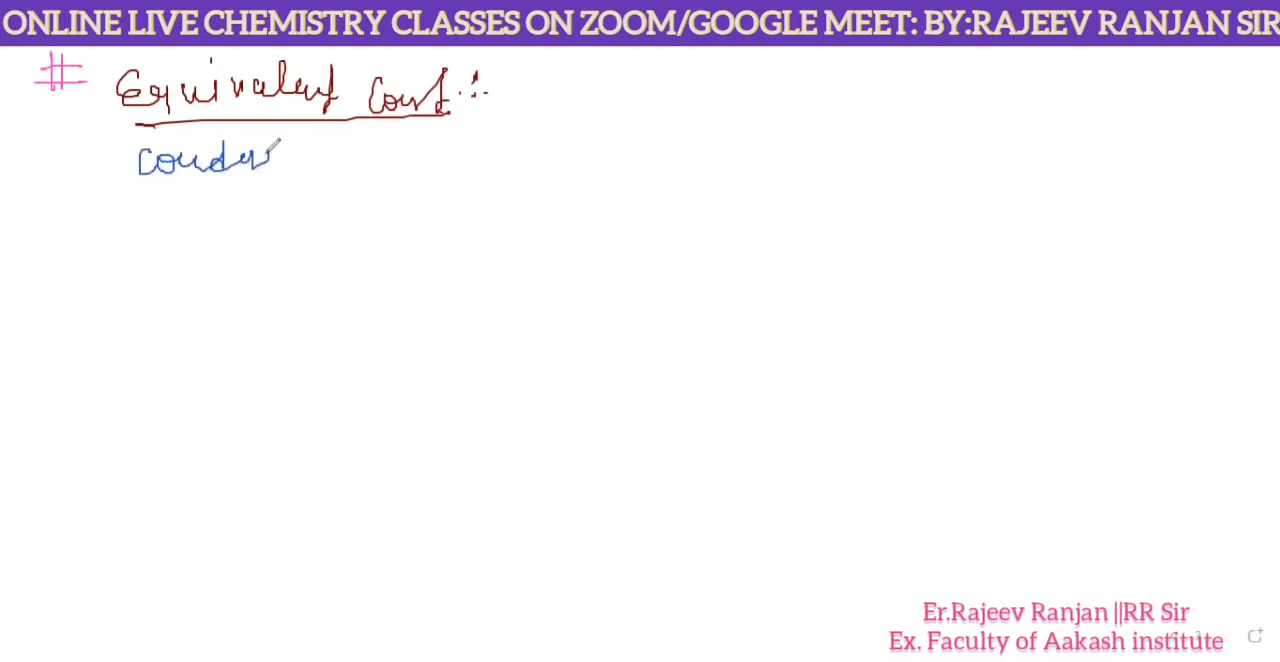 ONLINE LIVE CHEMISTRY CLASSES ON ZOOM/GOOGLE MEET: BY:RAJEEV RANJAN SIR
# Equivalent Cond :-
Conduc
Er.Rajeev Ranjan ||RR Sir
Ex. Faculty of Aakash institute